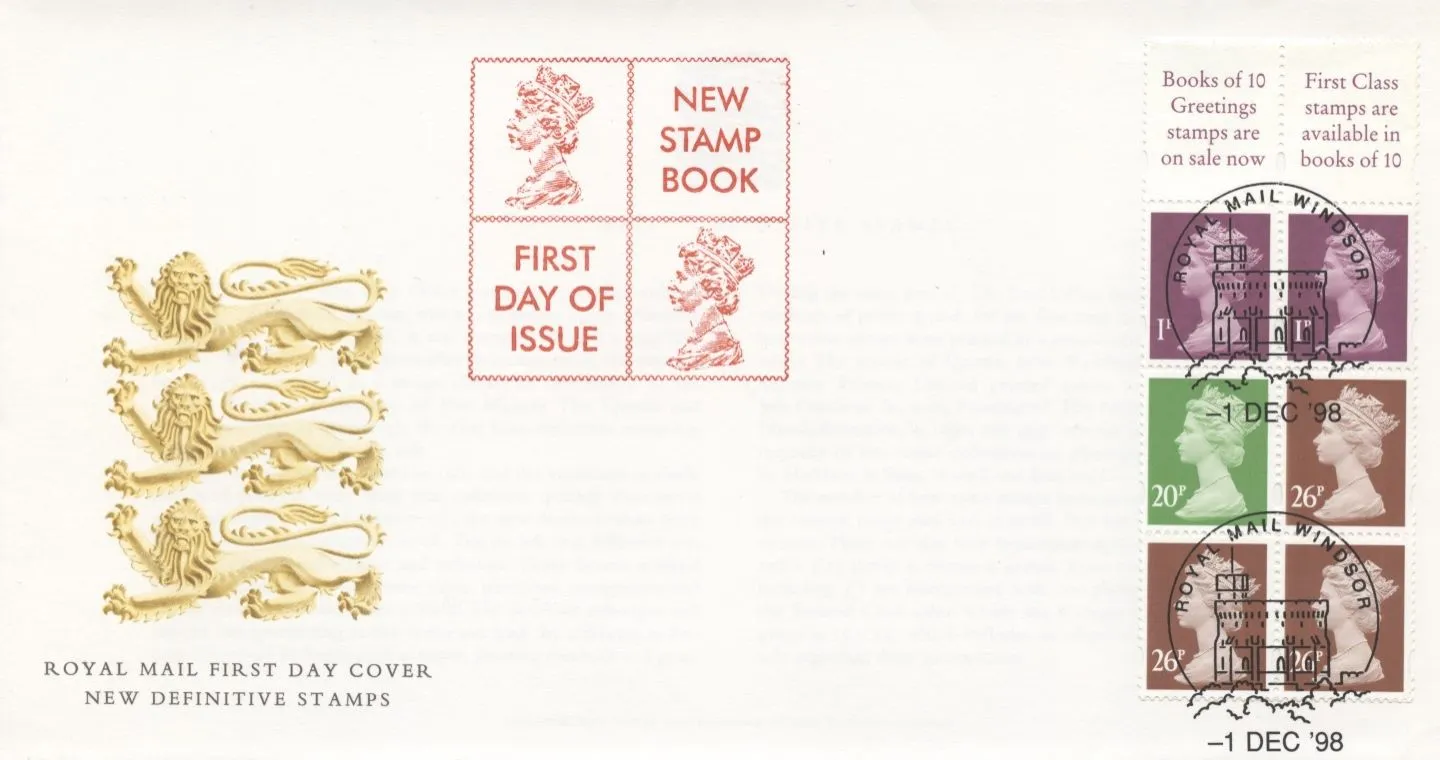 NEW
STAMP
BOOK
FIRST
DAY OF
ISSUE
ROYAL MAIL FIRST DAY COVER
NEW DEFINITIVE STAMPS
Books of 10
Greetings
stamps are
on sale now
First Class
stamps are
available in
books of 10
ROYAL MAIL WINDSOR
1P
1P
–1 DEC '98
20P
26P
ROYAL MAIL WINDSOR
26P
26P
–1 DEC '98